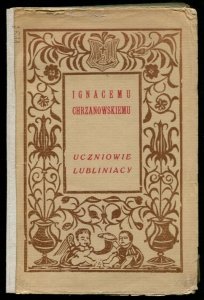 IGNACEMU
CHRZANOWSKIEMU
UCZNIOWIE
LUBLINIACY